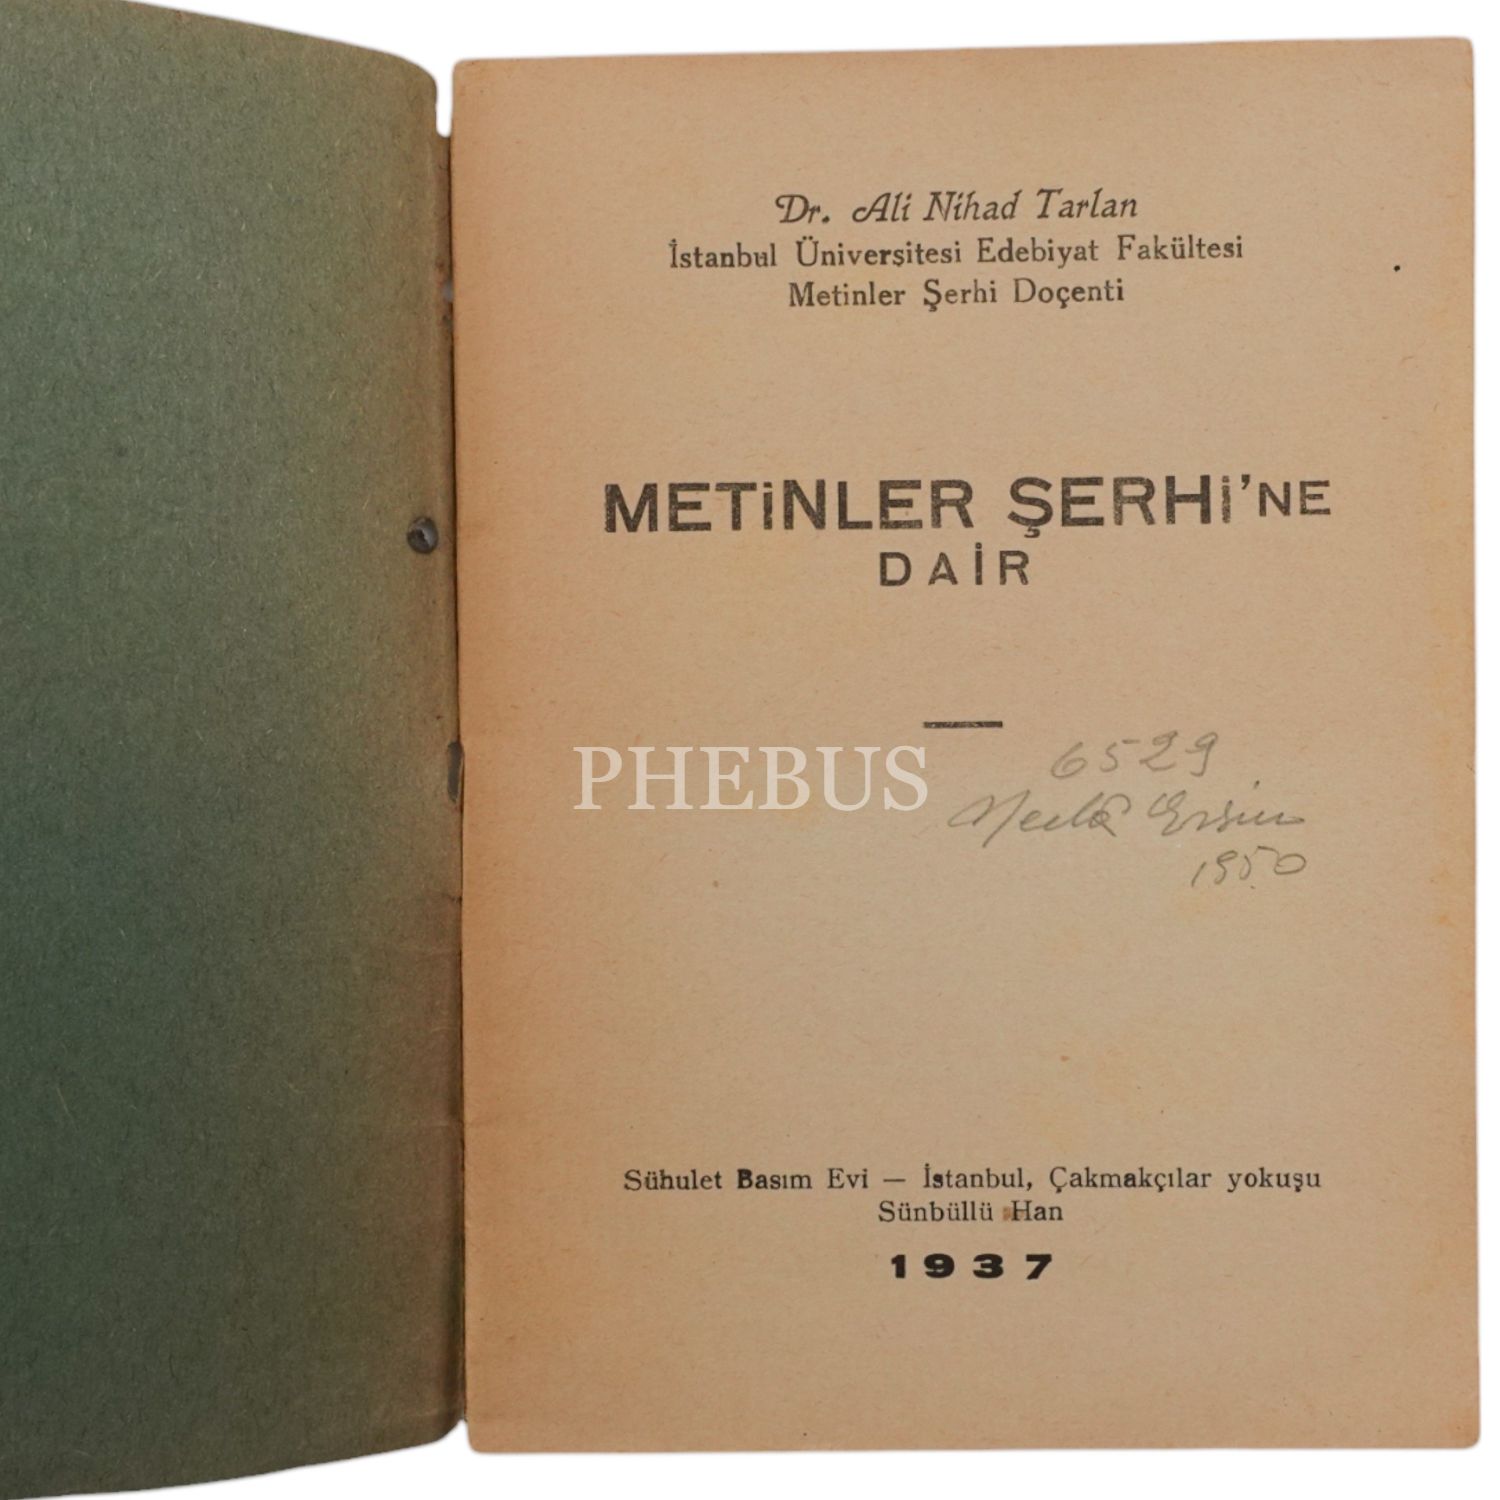 Dr. Ali Nihad Tarlan
İstanbul Üniversitesi Edebiyat Fakültesi
Metinler Şerhi Doçenti
METİNLER ŞERHİ'NE
DAİR
6529
PHEBUS
Ersin
1950
Sühulet Basım Evi — İstanbul, Çakmakçılar yokuşu
Sünbüllü Han
1937